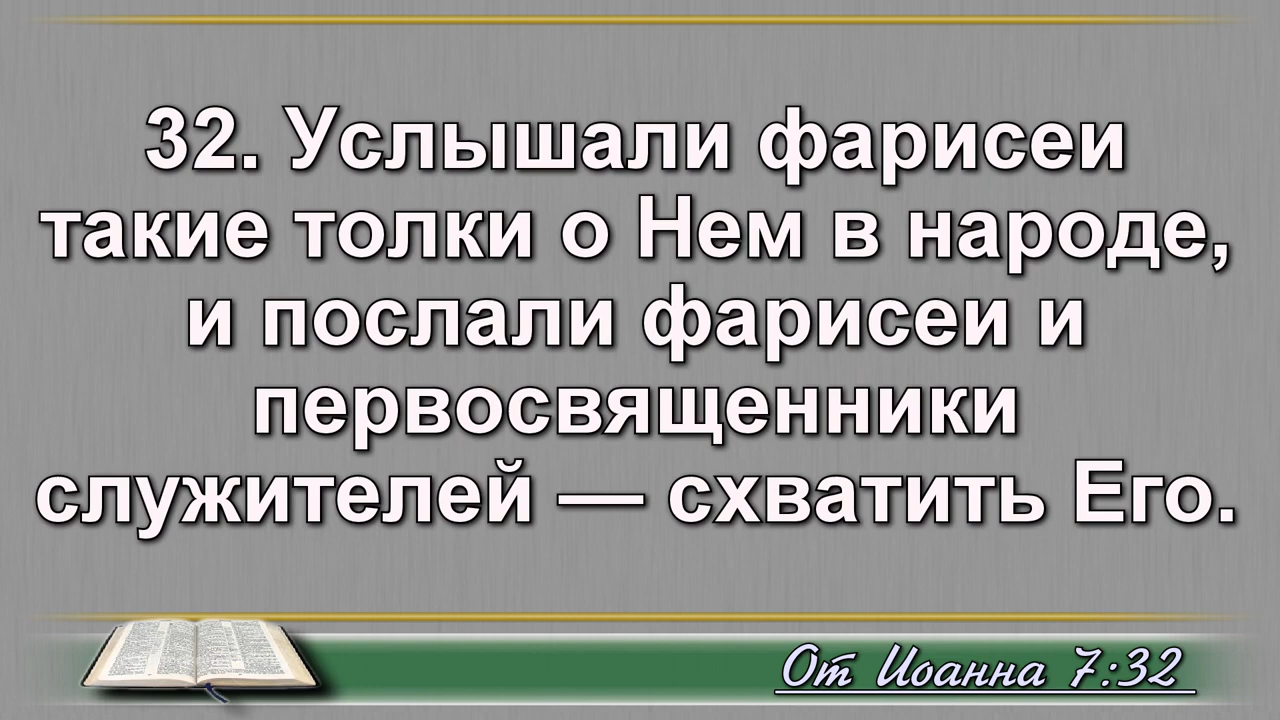 32. Услышали фарисеи
такие толки о Нем в народе,
и послали фарисеи и
первосвященники
служителей — схватить Его.
От Иоанна 7:32